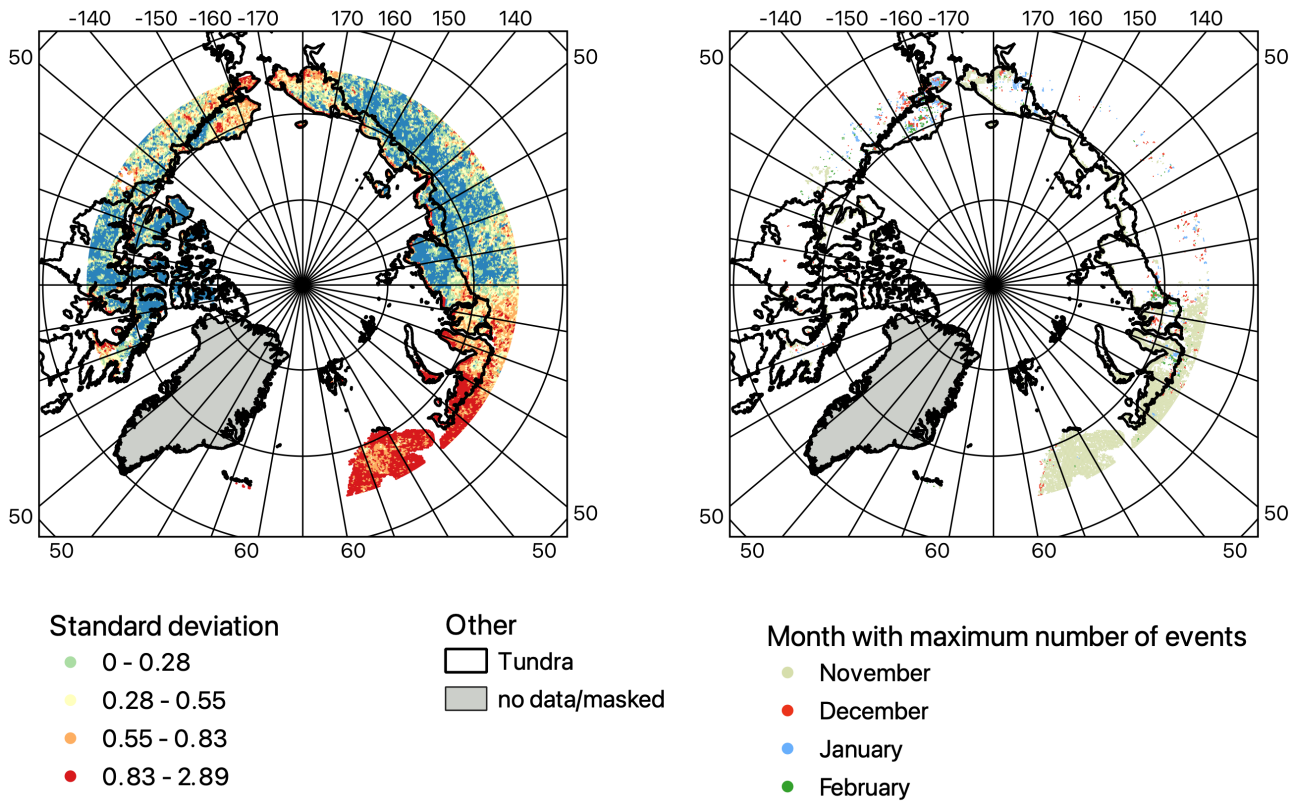 -140 -150 -160 -170 170 160 150 140
-140 -150 -160 -170 170 160 150 140
50 50
50 50
50 50
50 50
50 60 60 50
50 60 60 50
Standard deviation
0 - 0.28
0.28 - 0.55
0.55 - 0.83
0.83 - 2.89
Other
Tundra
no data/masked
Month with maximum number of events
November
December
January
February